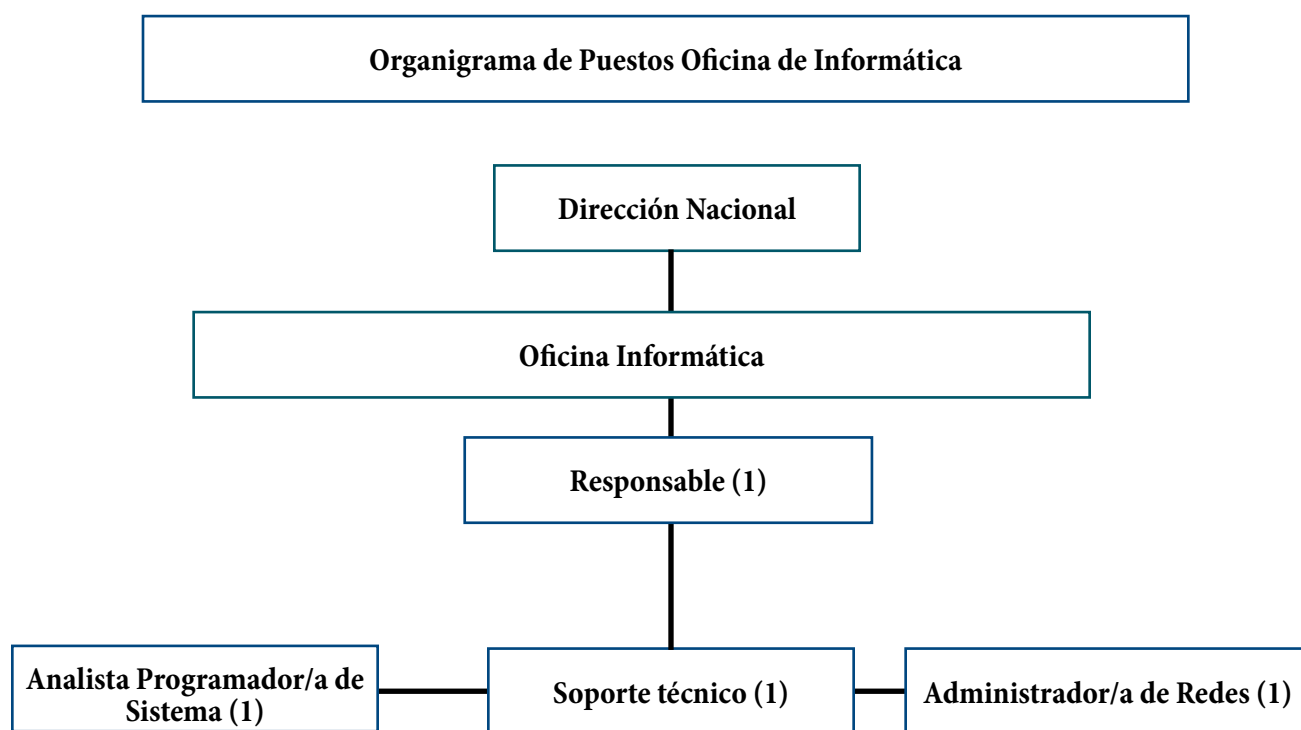 Organigrama de Puestos Oficina de Informática
Dirección Nacional
Oficina Informática
Responsable (1)
Analista Programador/a de
Sistema (1)
Soporte técnico (1)
Administrador/a de Redes (1)